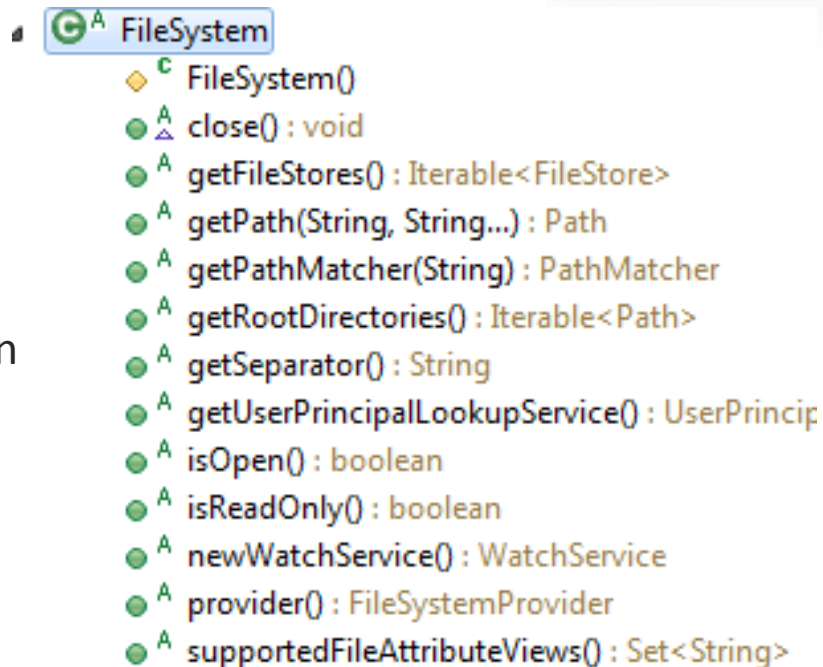 FileSystem
FileSystem()
close() : void
getFileStores() : Iterable<FileStore>
getPath(String, String...) : Path
getPathMatcher(String) : PathMatcher
getRootDirectories() : Iterable<Path>
n
getSeparator() : String
getUserPrincipalLookupService() : UserPrincip
isOpen() : boolean
isReadOnly() : boolean
newWatchService() : WatchService
provider() : FileSystemProvider
supportedFileAttributeViews() : Set<String>